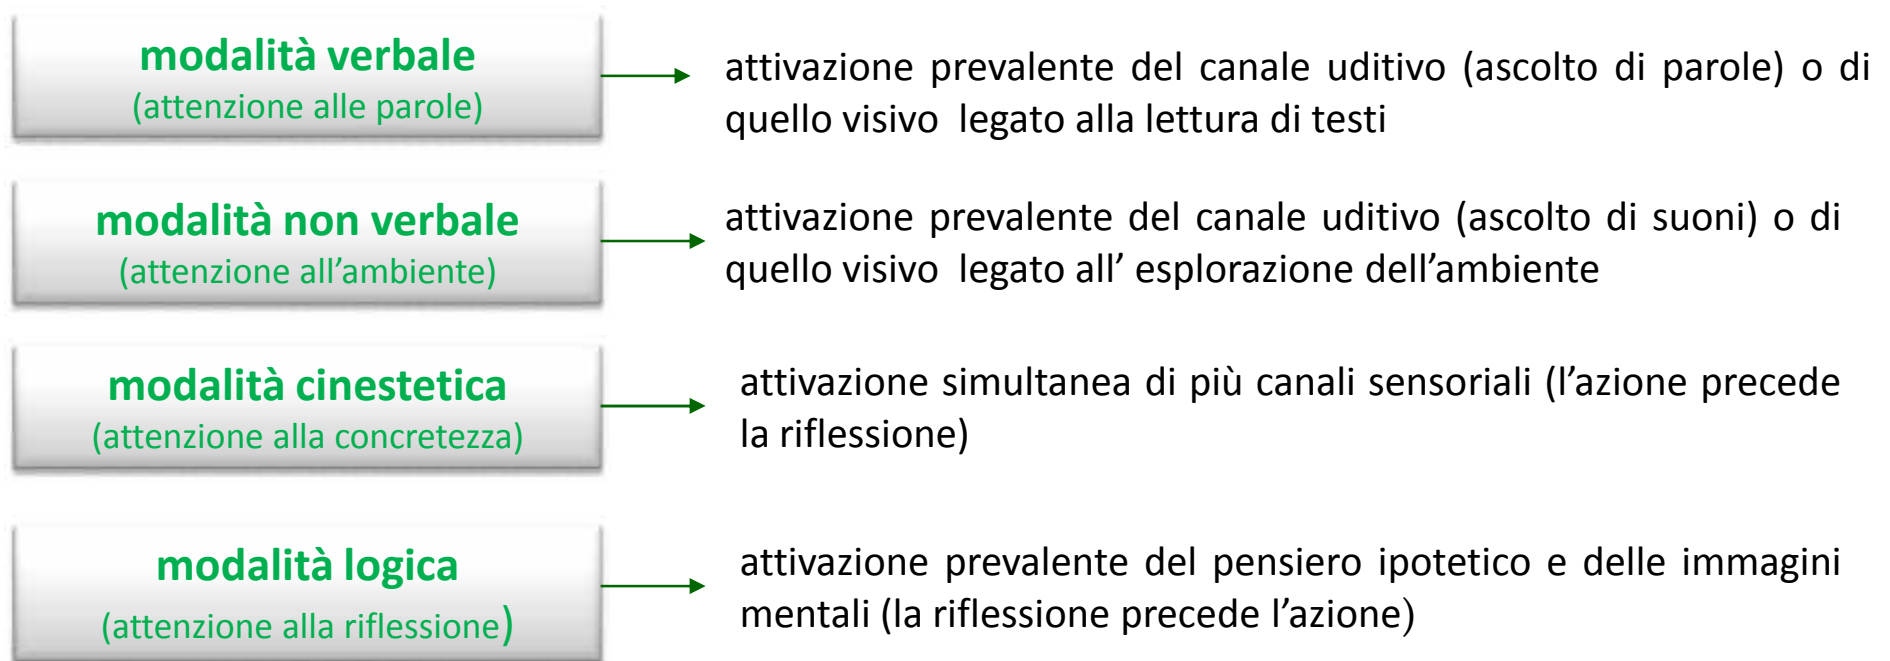 modalità verbale
(attenzione alle parole)
attivazione prevalente del canale uditivo (ascolto di parole) o di
quello visivo legato alla lettura di testi
modalità non verbale
(attenzione all’ambiente)
attivazione prevalente del canale uditivo (ascolto di suoni) o di
quello visivo legato all’ esplorazione dell’ambiente
modalità cinestetica
(attenzione alla concretezza)
attivazione simultanea di più canali sensoriali (l’azione precede
la riflessione)
modalità logica
(attenzione alla riflessione)
attivazione prevalente del pensiero ipotetico e delle immagini
mentali (la riflessione precede l’azione)